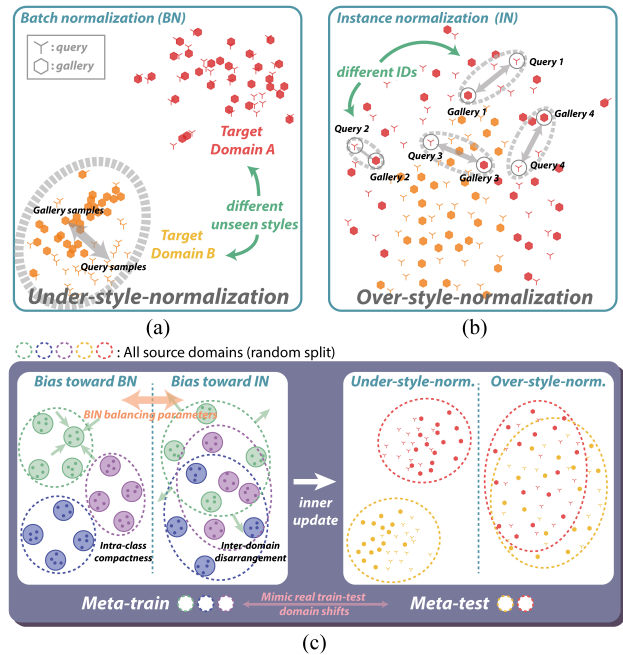 Batch normalization (BN)
: query
: gallery
Target
Domain A
different
unseen styles
Target
Domain B
Gallery samples
Query samples
Under-style-normalization
(a)
Instance normalization (IN)
different IDs
Query 1
Gallery 1
Query 2
Gallery 2
Query 3
Gallery 3
Gallery 4
Query 4
Over-style-normalization
(b)
: All source domains (random split)
Bias toward BN
Bias toward IN
BIN balancing parameters
Intra-class
compactness
Inter-domain
disarrangement
inner
update
Under-style-norm.
Over-style-norm.
Meta-train
Mimic real train-test
domain shifts
Meta-test
(c)